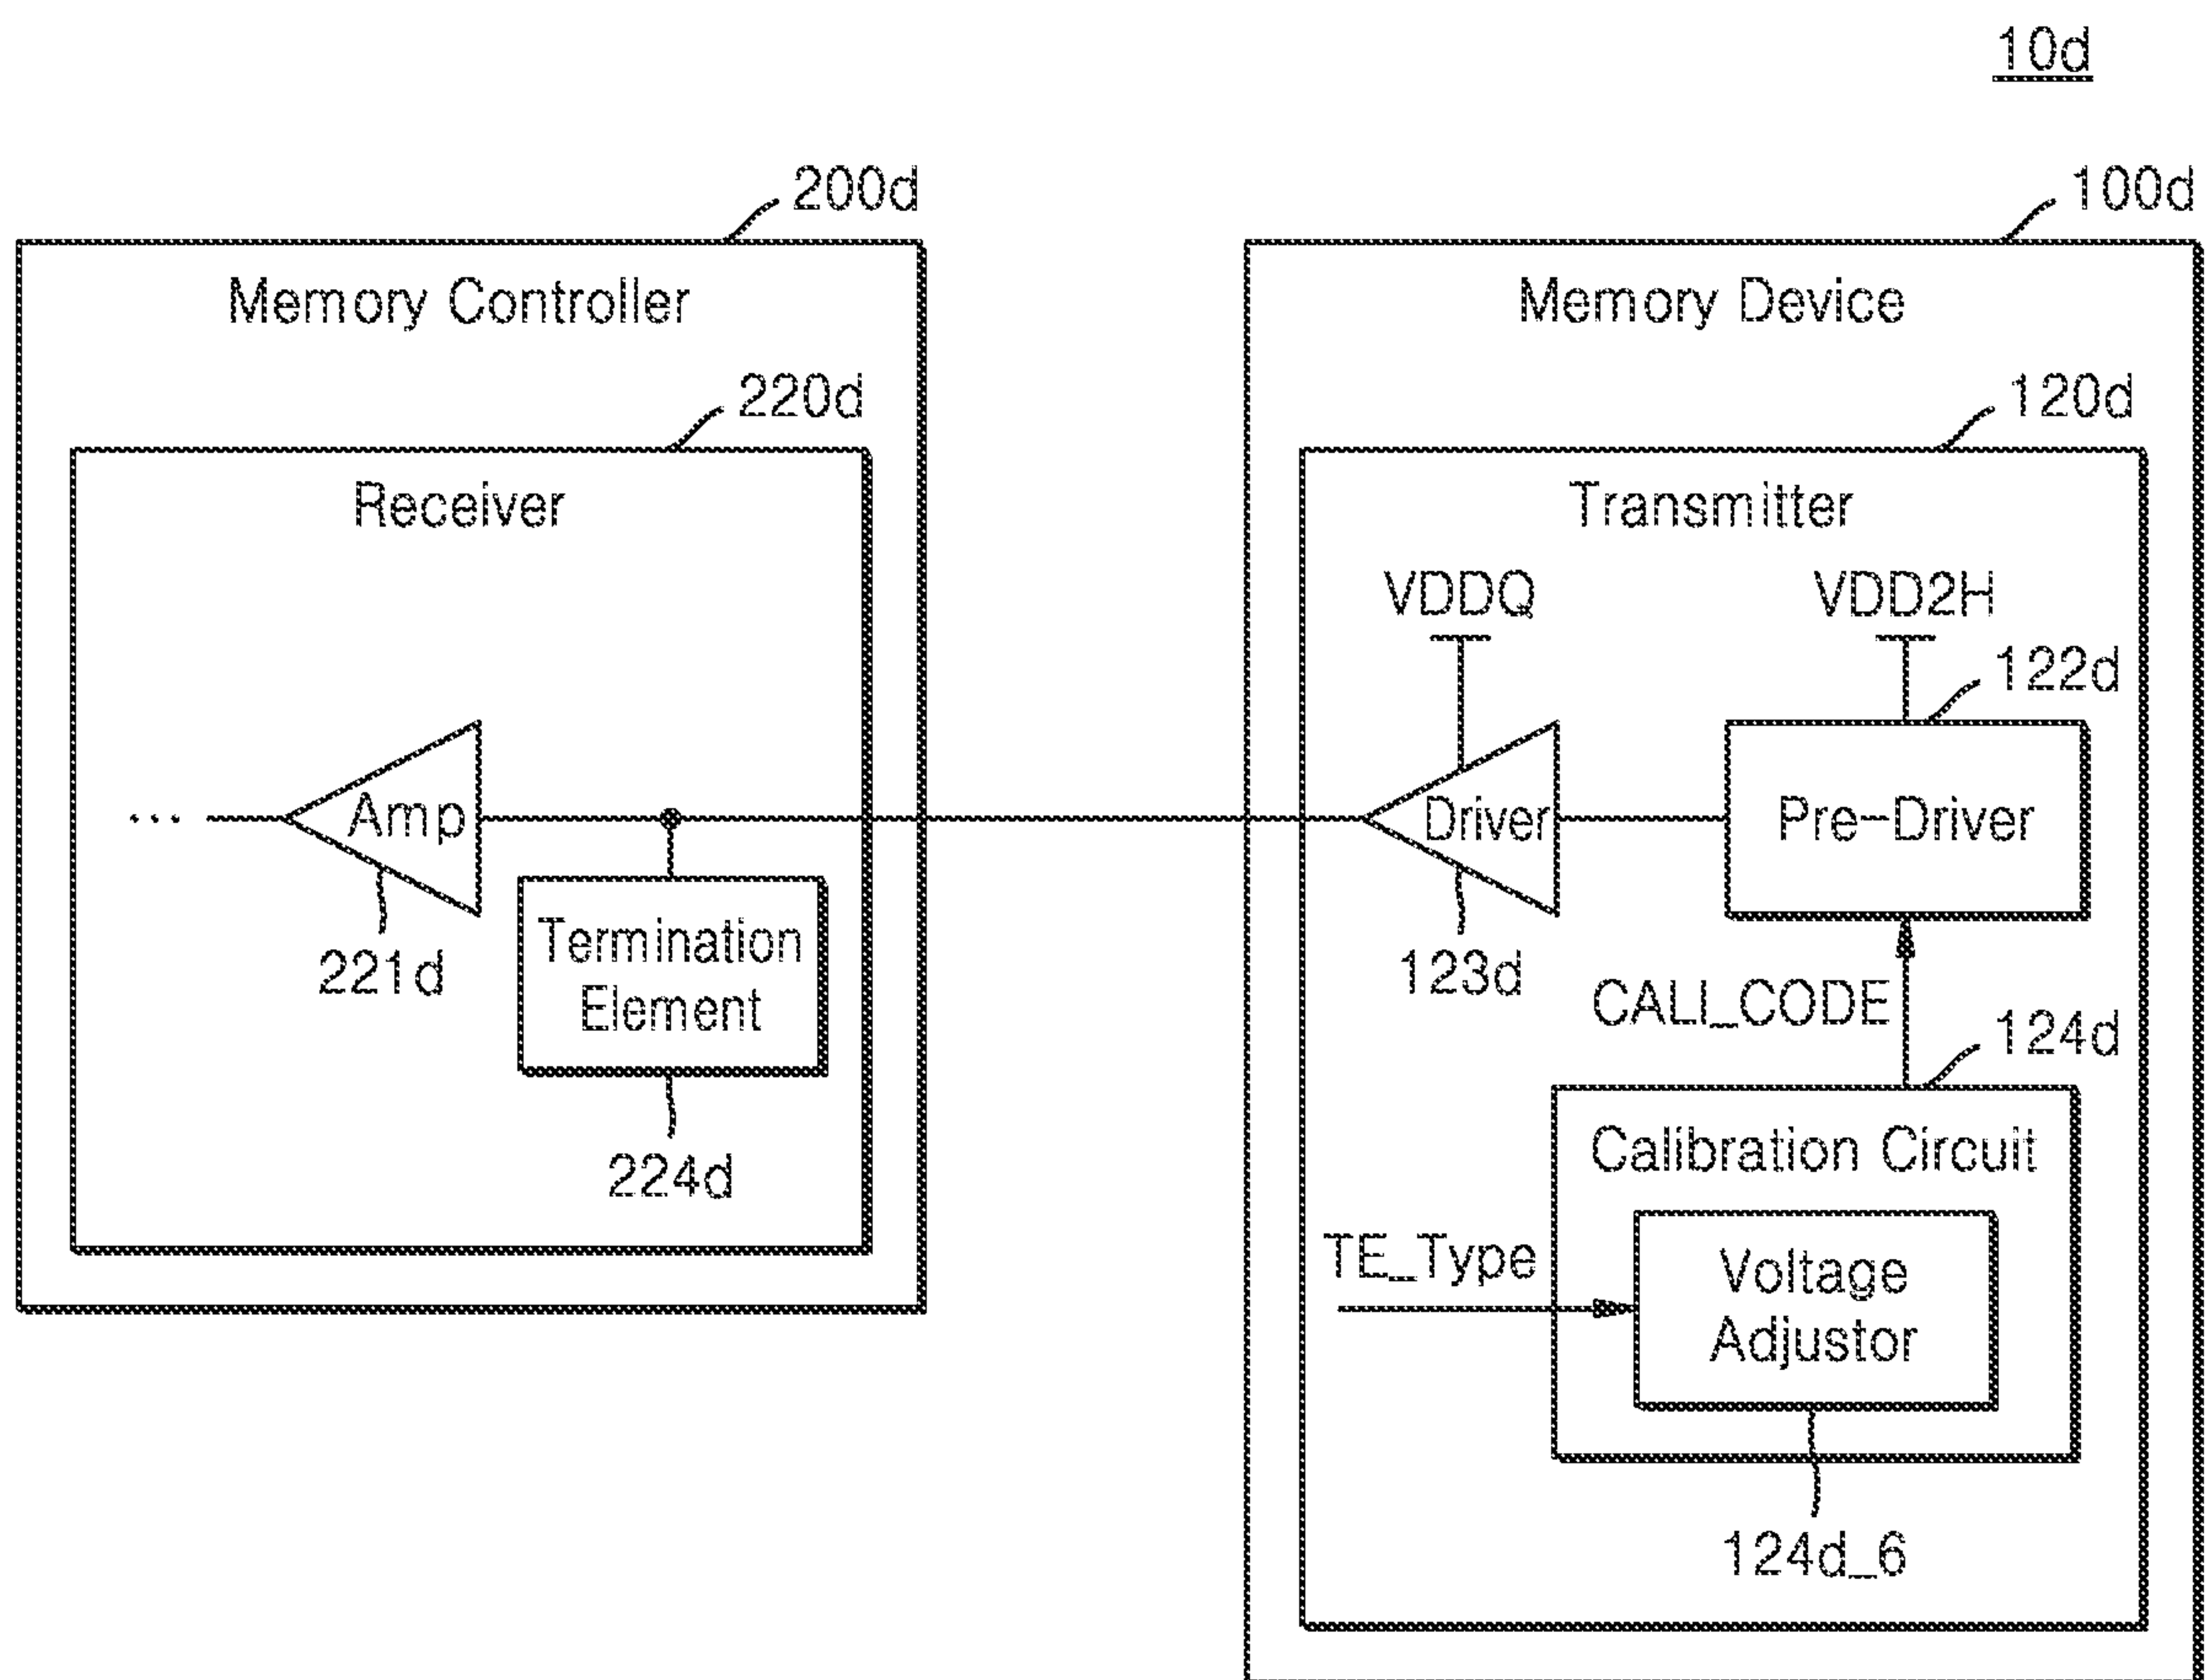 10d
200d
100d
Memory Controller
Memory Device
220d
120d
Receiver
Transmitter
VDDQ
VDD2H
122d
Amp
Driver
Pre-Driver
221d
Termination
Element
123d
CALI_CODE
124d
224d
Calibration Circuit
TE_Type
Voltage
Adjustor
124d_6